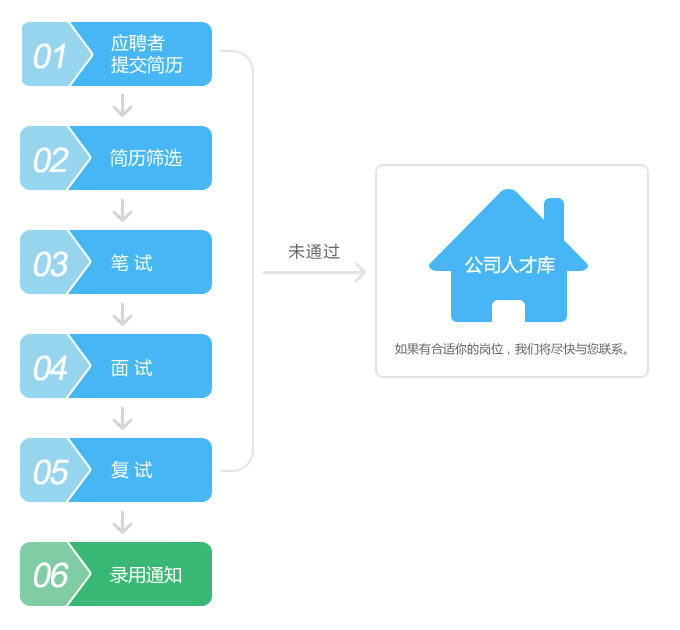 01
应聘者
提交简历
02
简历筛选
03
笔 试
04
面 试
05
复 试
06
录用通知
未通过
公司人才库
如果有合适你的岗位，我们将尽快与您联系。